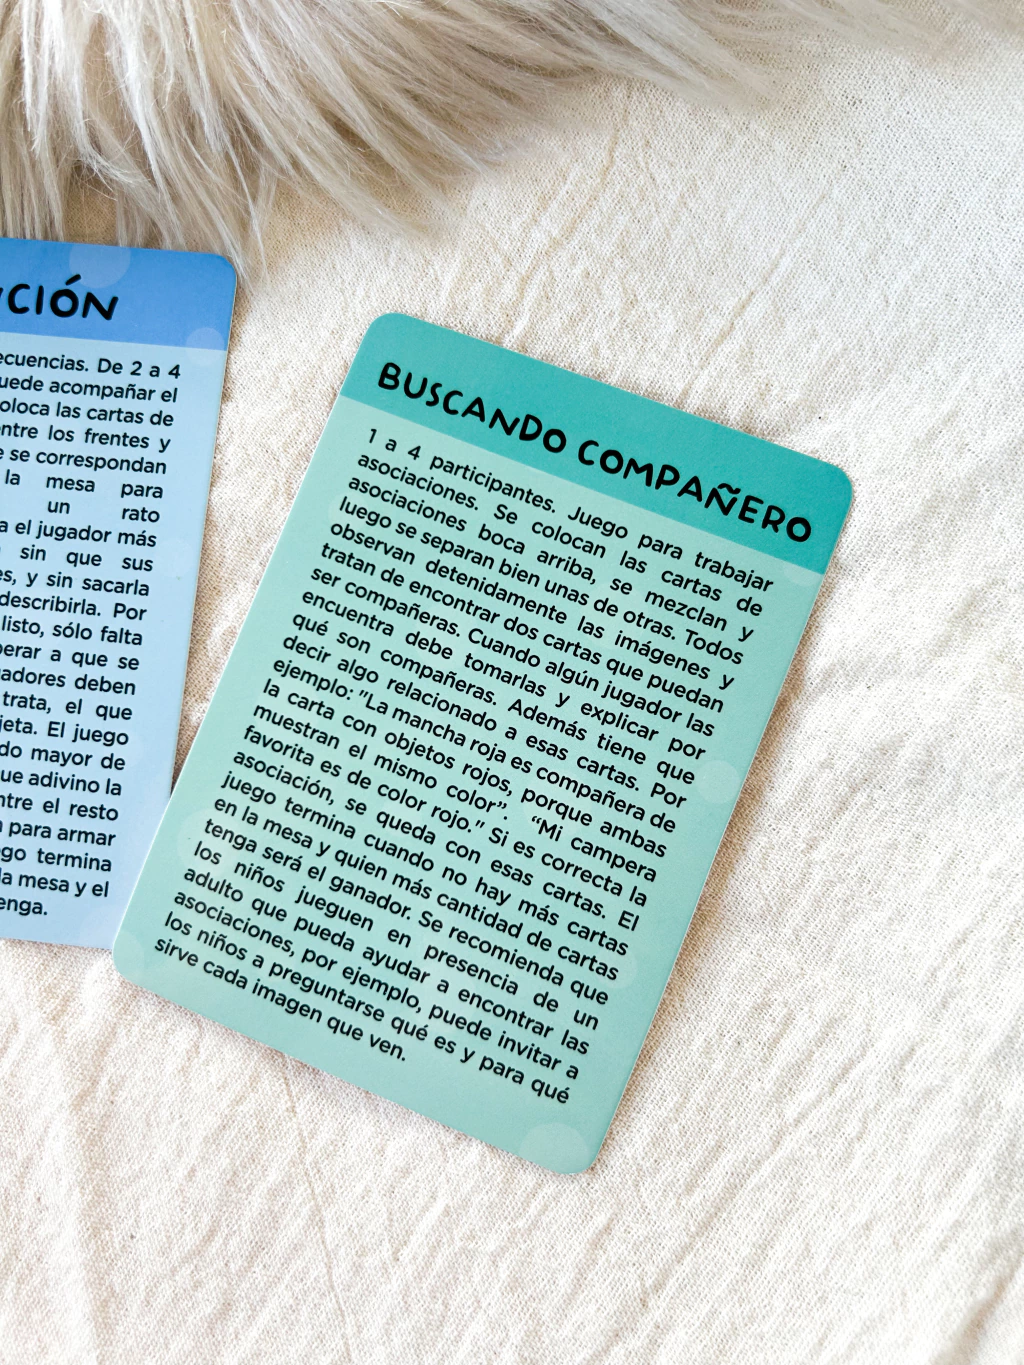 CIÓN
ecuencias. De 2 a 4
uede acompañar el
oloca las cartas de
ntre los frentes y
e se correspondan
la mesa para
un rato
a el jugador más
sin que sus
es, y sin sacarla
describirla. Por
listo, sólo falta
erar a que se
adores deben
trata, el que
jeta. El juego
do mayor de
ue adivino la
ntre el resto
para armar
go termina
la mesa y el
enga.
BUSCANDO COMPAÑERO
1 a 4 participantes. Juego para trabajar
asociaciones. Se colocan las cartas de
asociaciones boca arriba, se mezclan y
luego se separan bien unas de otras. Todos
observan detenidamente las imágenes y
tratan de encontrar dos cartas que puedan
ser compañeras. Cuando algún jugador las
encuentra debe tomarlas y explicar por
qué son compañeras. Además tiene que
decir algo relacionado a esas cartas. Por
ejemplo: "La mancha roja es compañera de
la carta con objetos rojos, porque ambas
muestran el mismo color”. “Mi campera
favorita es de color rojo." Si es correcta la
asociación, se queda con esas cartas. El
juego termina cuando no hay más cartas
en la mesa y quien más cantidad de cartas
tenga será el ganador. Se recomienda que
los niños jueguen en presencia de un
adulto que pueda ayudar a encontrar las
asociaciones, por ejemplo, puede invitar a
los niños a preguntarse qué es y para qué
sirve cada imagen que ven.